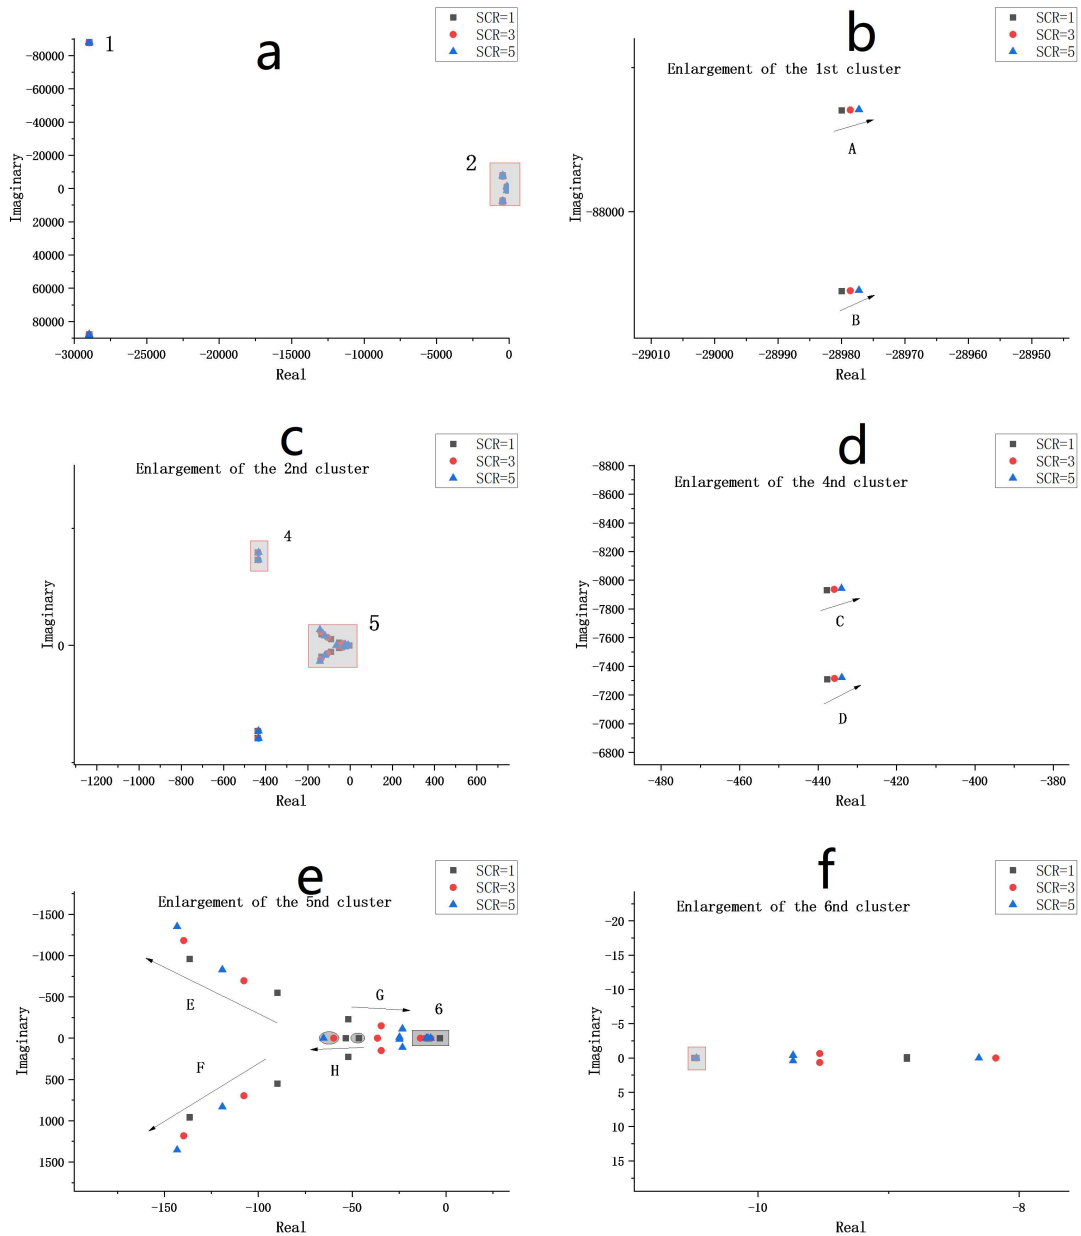 a
SCR=1
SCR=3
SCR=5
1
2
-80000
-60000
-40000
-20000
0
20000
40000
60000
80000
Imaginary
-30000 -25000 -20000 -15000 -10000 -5000 0
Real
b
SCR=1
SCR=3
SCR=5
Enlargement of the 1st cluster
A
B
-88000
Imaginary
-29010 -29000 -28990 -28980 -28970 -28960 -28950
Real
c
SCR=1
SCR=3
SCR=5
Enlargement of the 2nd cluster
4
5
0
Imaginary
-1200 -1000 -800 -600 -400 -200 0 200 400 600
Real
d
SCR=1
SCR=3
SCR=5
Enlargement of the 4nd cluster
C
D
-8800
-8600
-8400
-8200
-8000
-7800
-7600
-7400
-7200
-7000
-6800
Imaginary
-480 -460 -440 -420 -400 -380
Real
e
SCR=1
SCR=3
SCR=5
Enlargement of the 5nd cluster
E
F
G
H
6
-1500
-1000
-500
0
500
1000
1500
Imaginary
-150 -100 -50 0
Real
f
SCR=1
SCR=3
SCR=5
Enlargement of the 6nd cluster
-20
-15
-10
-5
0
5
10
15
Imaginary
-10 -8
Real